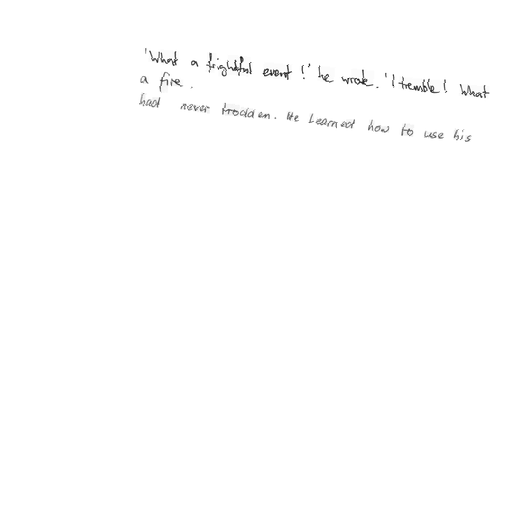 'What a frightful event!' he wrote. 'I tremble! What
a fire.
had never trodden. He learned how to use his